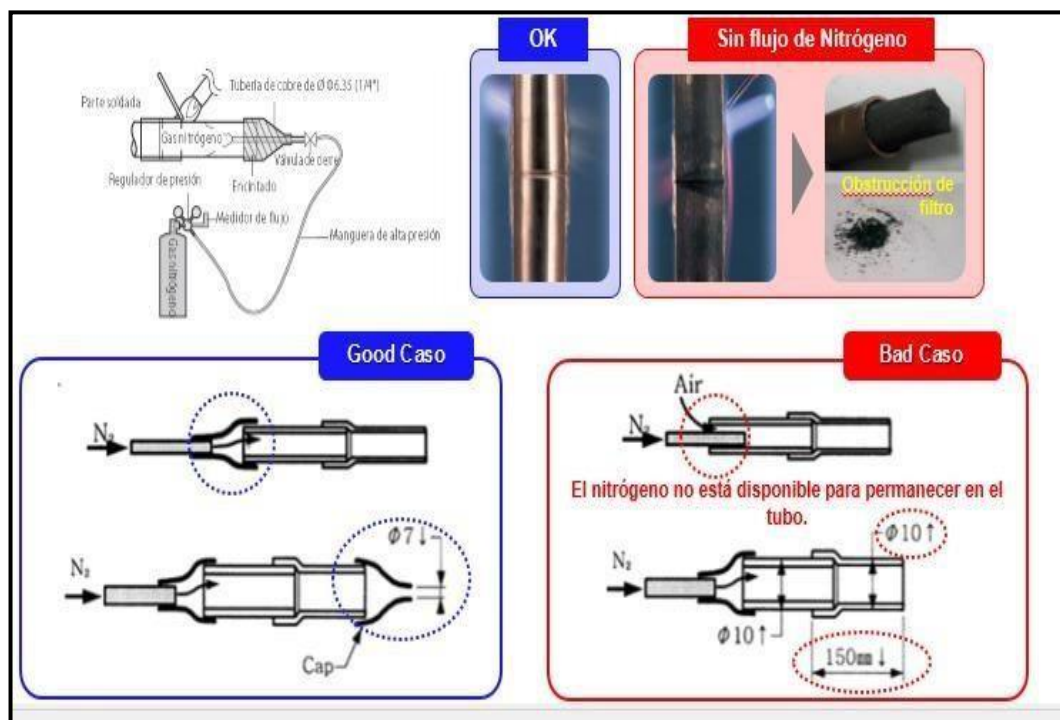 OK
Sin flujo de Nitrógeno
Tubería de cobre de Ø Ø6.35 (1/4")
Parte soldada
Gas nitrógeno
Válvula de cierre
Regulador de presión
Encintado
Medidor de flujo
Manguera de alta presión
Gas nitrógeno
Obstrucción de
filtro
Good Caso
N₂
Φ7↓
N₂
Cap
Bad Caso
Air
N₂
El nitrógeno no está disponible para permanecer en el
tubo.
Φ10↑
N₂
Φ10↑
150㎜↓